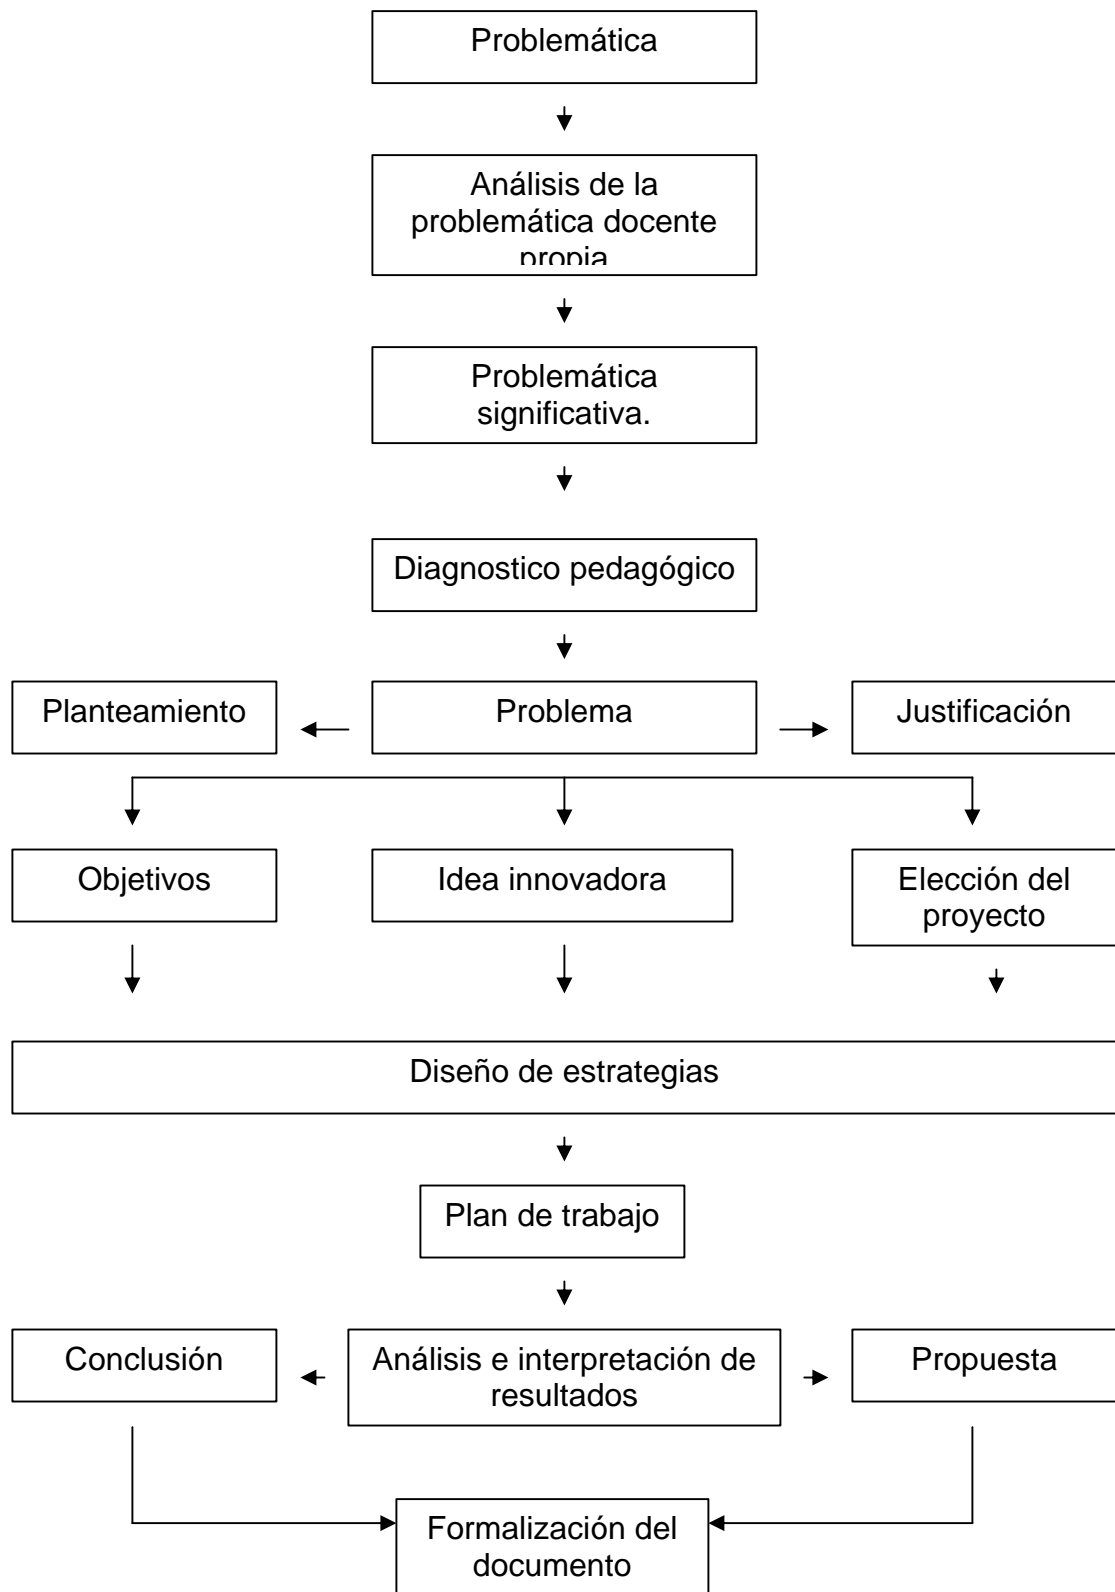 Problemática
Análisis de la
problemática docente
propia
Problemática
significativa.
Diagnostico pedagógico
Planteamiento
Problema
Justificación
Objetivos
Idea innovadora
Elección del
proyecto
Diseño de estrategias
Plan de trabajo
Conclusión
Análisis e interpretación de
resultados
Propuesta
Formalización del
documento